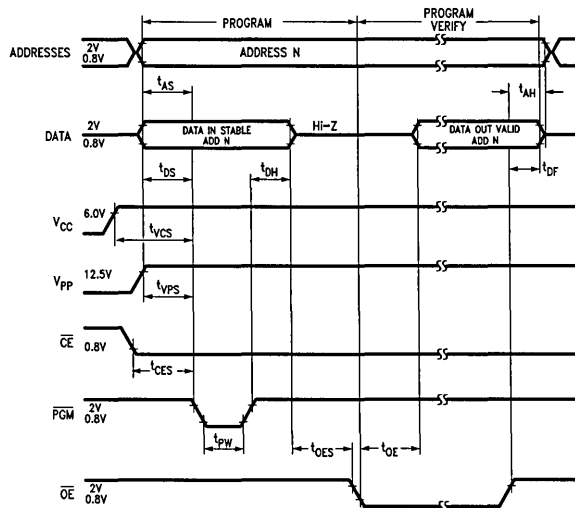 PROGRAM
PROGRAM VERIFY
ADDRESSES
2V
0.8V
ADDRESS N
tAS
tAH
DATA
2V
0.8V
DATA IN STABLE
ADD N
Hi-Z
DATA OUT VALID
ADD N
tDS
tDH
tDF
VCC
6.0V
tVCS
VPP
12.5V
tVPS
CE
0.8V
tCES
PGM
2V
0.8V
tPW
tOES
tOE
OE
2V
0.8V